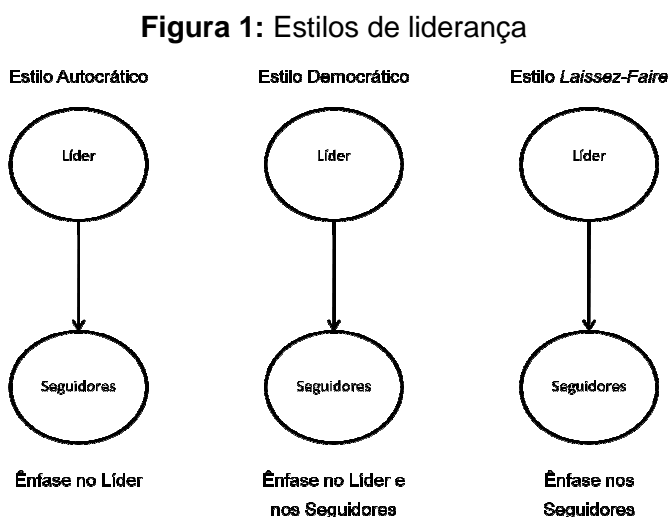 Figura 1: Estilos de liderança
Estilo Autocrático
Estilo Democrático
Estilo Laissez-Faire
Líder
Líder
Líder
Seguidores
Seguidores
Seguidores
Ênfase no Líder
Ênfase no Líder e
nos Seguidores
Ênfase nos
Seguidores